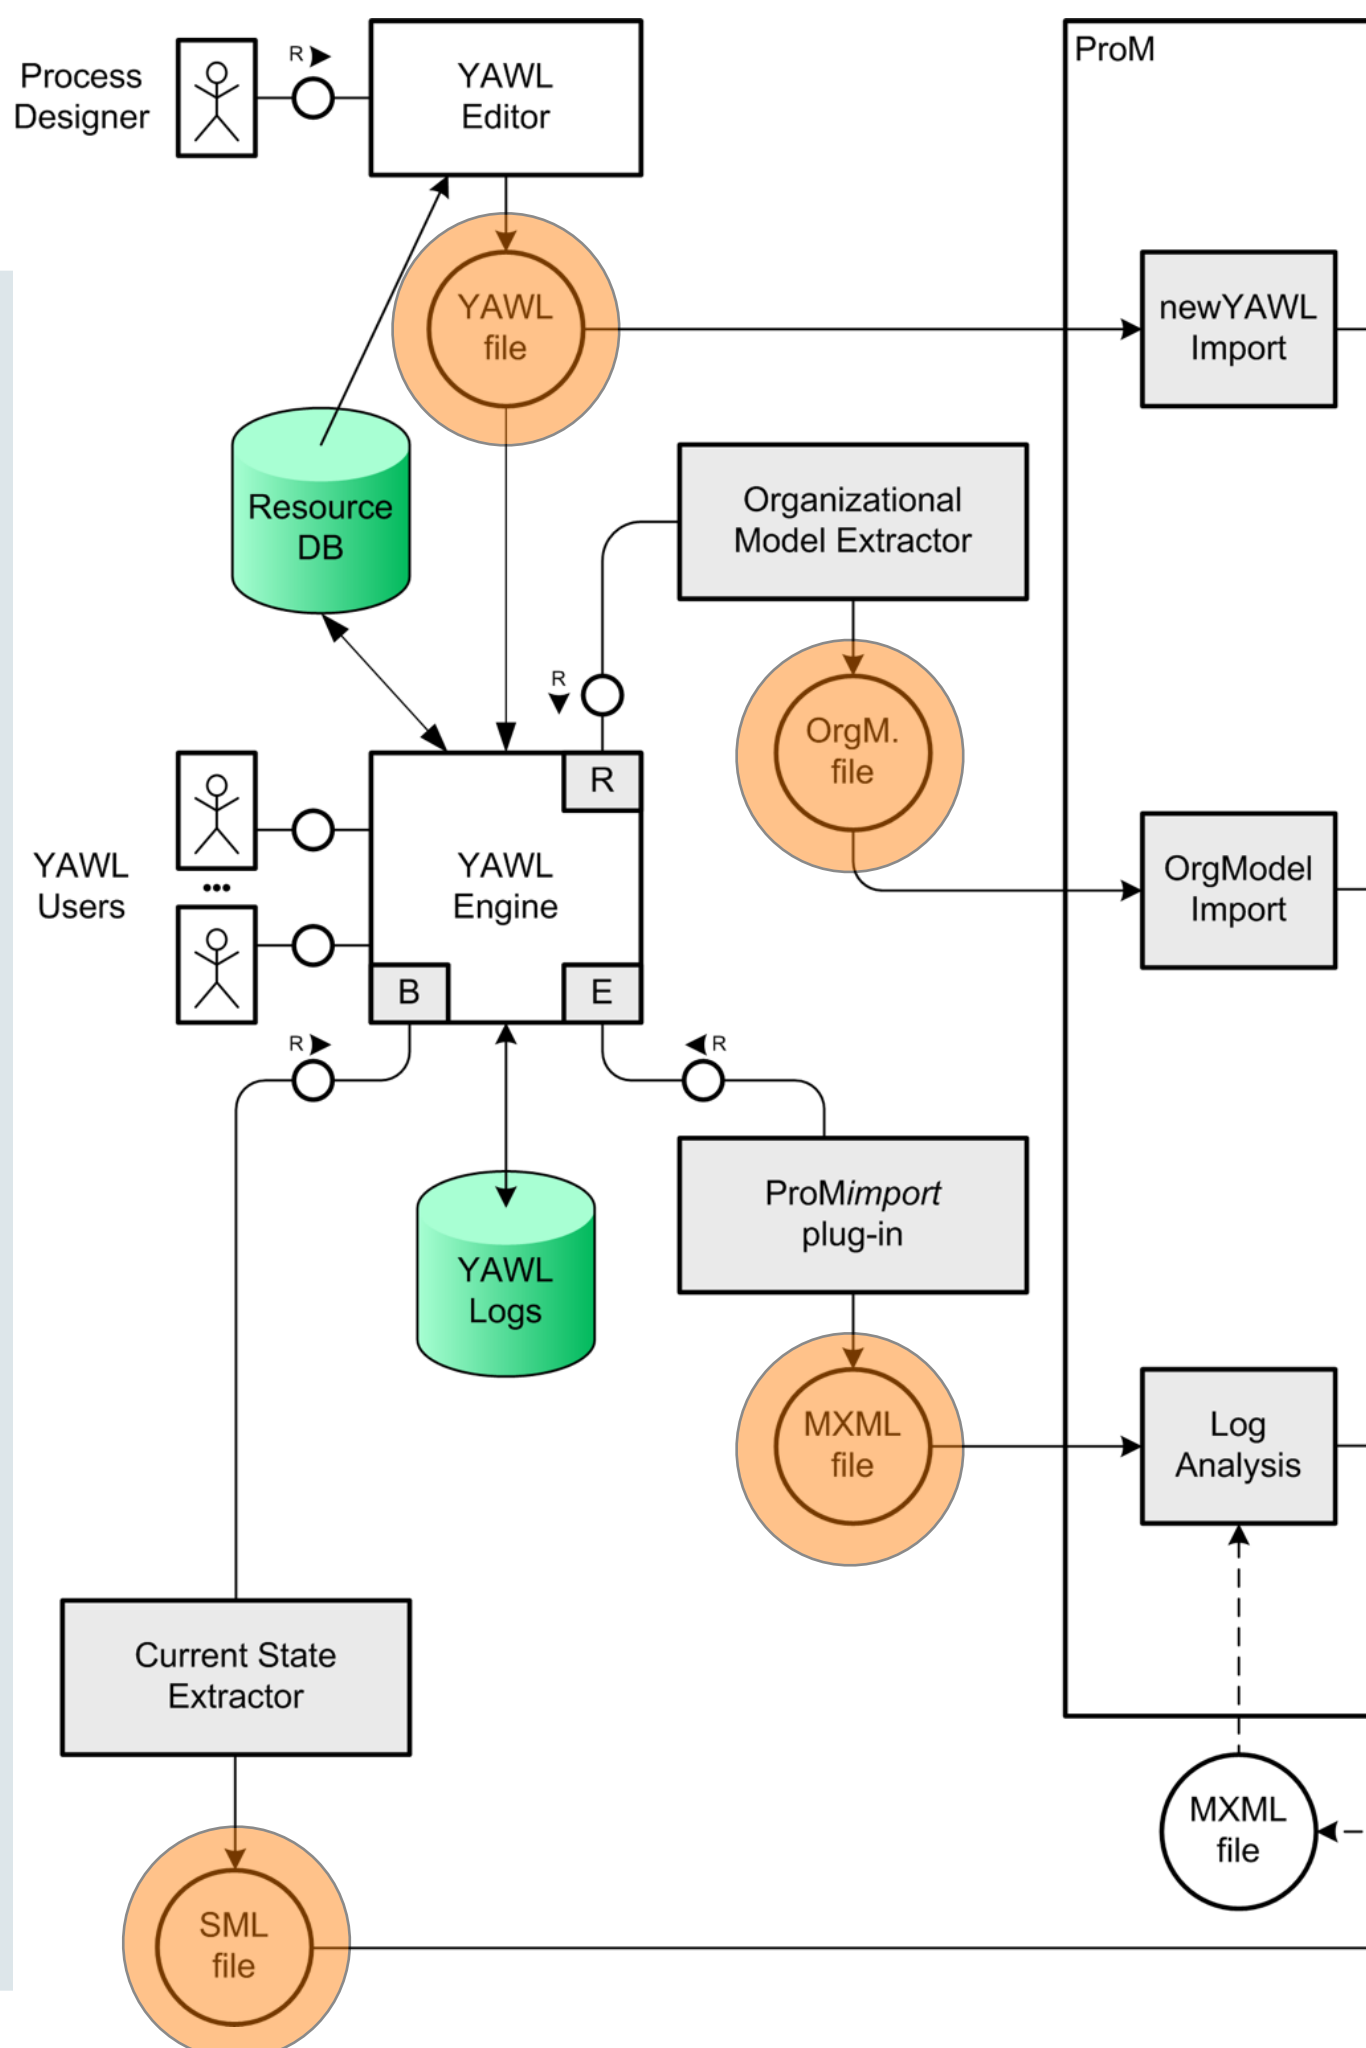 Process
Designer
R
YAWL
Editor
ProM
YAWL
file
newYAWL
Import
Resource
DB
Organizational
Model Extractor
R
OrgM.
file
R
YAWL
Users
...
YAWL
Engine
B
E
OrgModel
Import
R
R
ProMimport
plug-in
YAWL
Logs
MXML
file
Log
Analysis
Current State
Extractor
MXML
file
SML
file